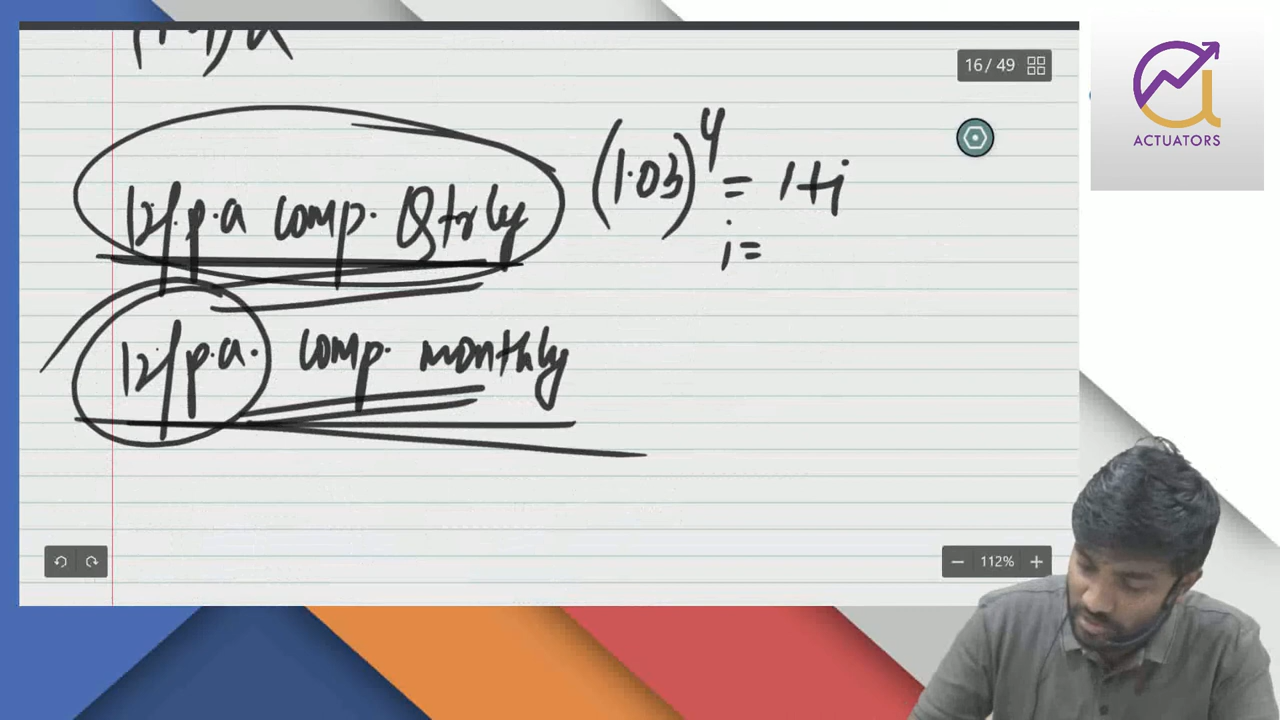 16 / 49
ACTUATORS
12% p.a comp. Qtrly
(1.03)^4 = 1+i
i =
12% p.a. comp. monthly
112%